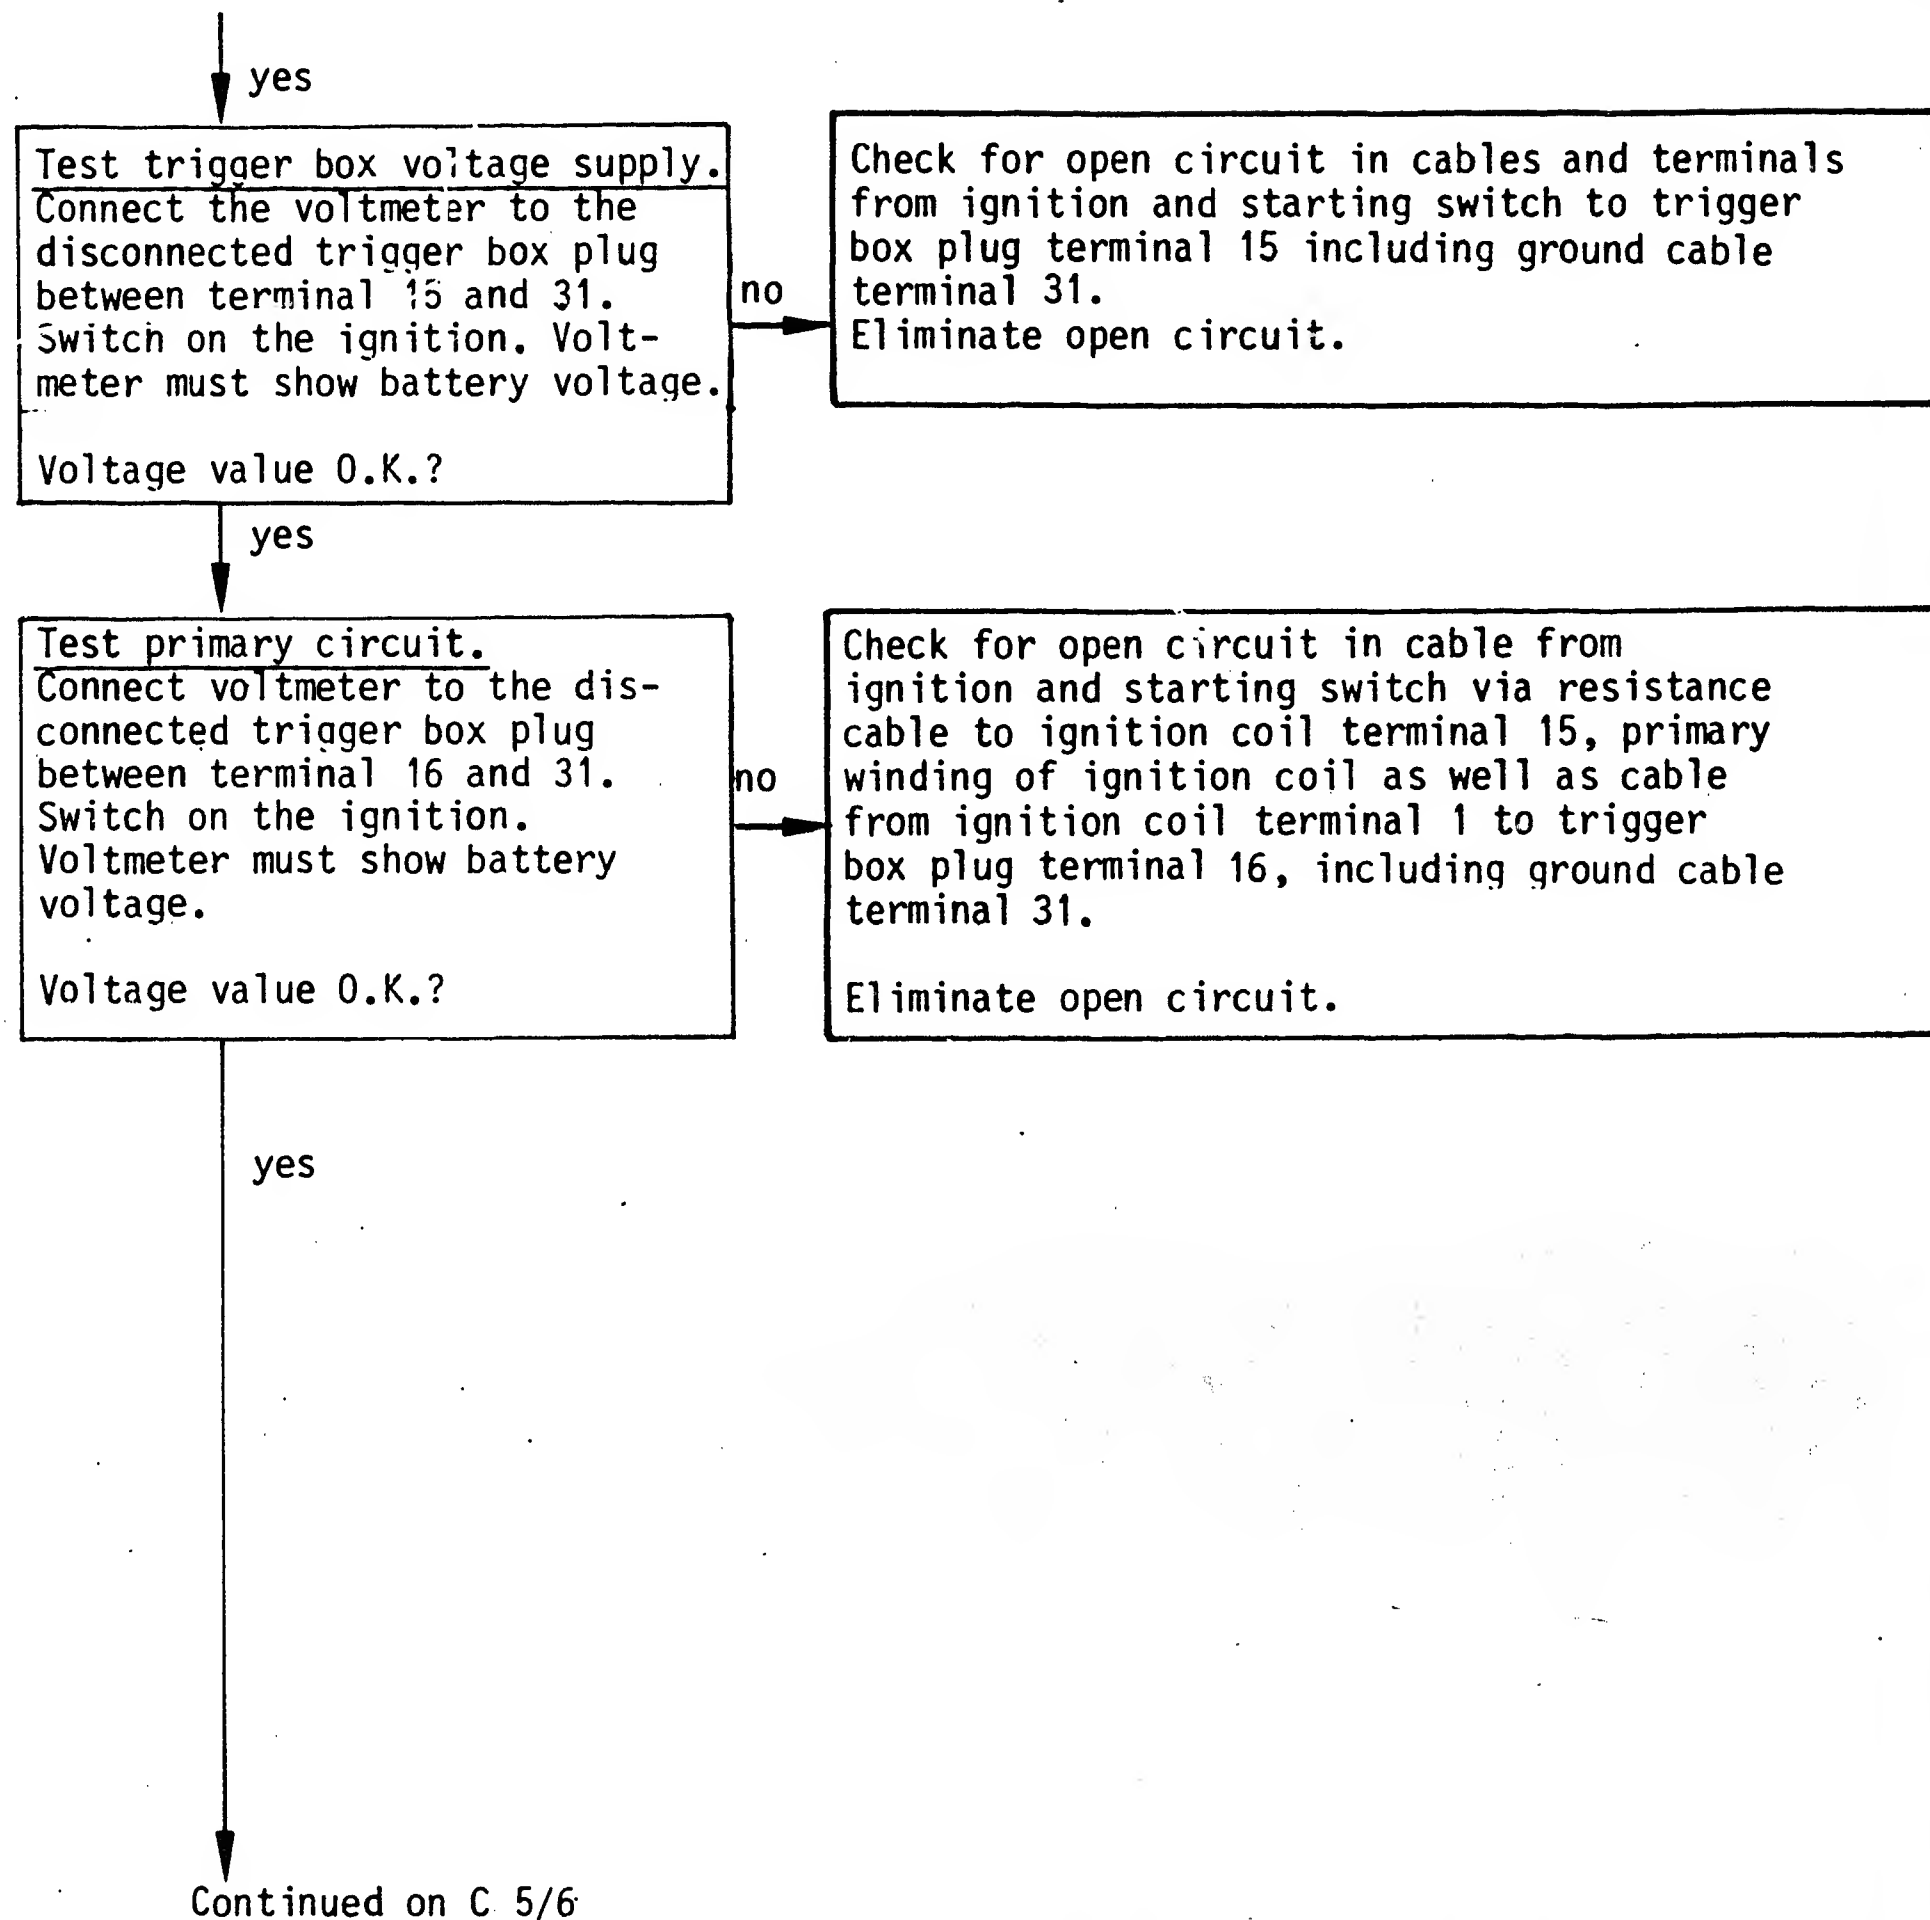 yes
Test trigger box voltage supply.
Connect the voltmeter to the
disconnected trigger box plug
between terminal 15 and 31.
Switch on the ignition. Volt-
meter must show battery voltage.
Voltage value O.K.?
no
Check for open circuit in cables and terminals
from ignition and starting switch to trigger
box plug terminal 15 including ground cable
terminal 31.
Eliminate open circuit.
yes
Test primary circuit.
Connect voltmeter to the dis-
connected trigger box plug
between terminal 16 and 31.
Switch on the ignition.
Voltmeter must show battery
voltage.
Voltage value O.K.?
no
Check for open circuit in cable from
ignition and starting switch via resistance
cable to ignition coil terminal 15, primary
winding of ignition coil as well as cable
from ignition coil terminal 1 to trigger
box plug terminal 16, including ground cable
terminal 31.
Eliminate open circuit.
yes
Continued on C 5/6